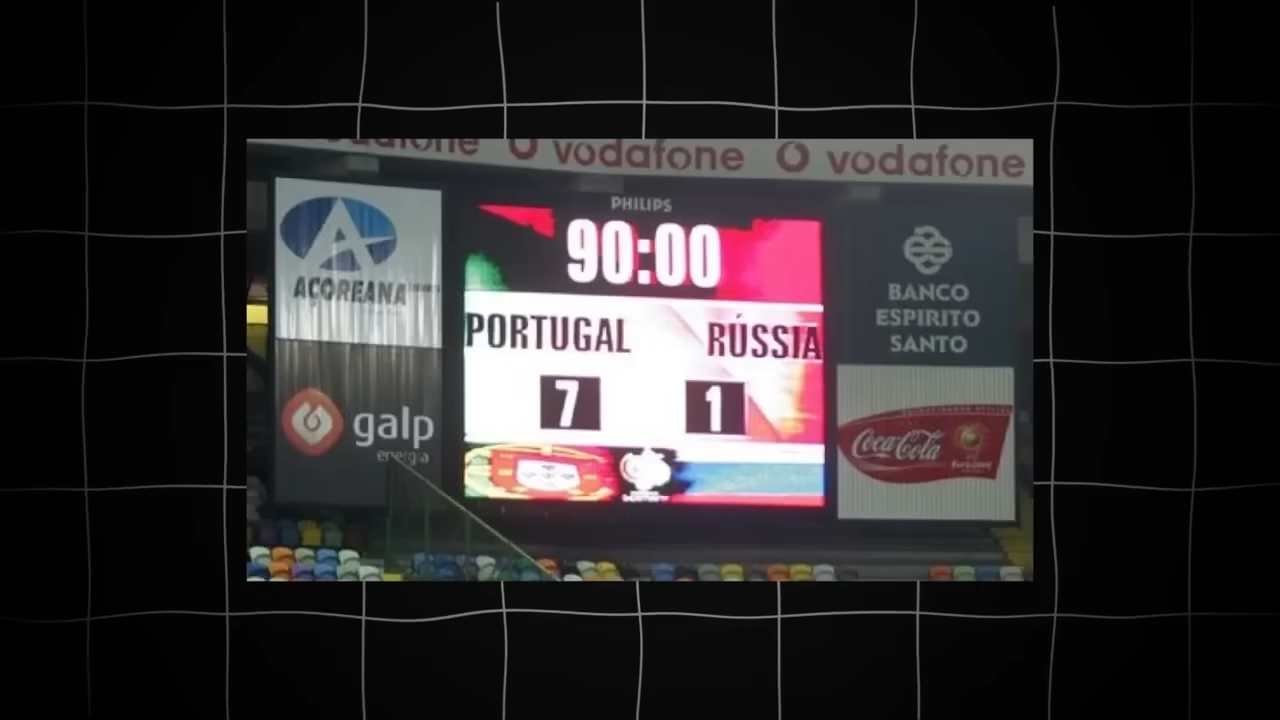 vodafone vodafone vodafone
PHILIPS
90:00
AÇOREANA
PORTUGAL RÚSSIA
7 1
BANCO
ESPIRITO
SANTO
galp
energia
Coca-Cola